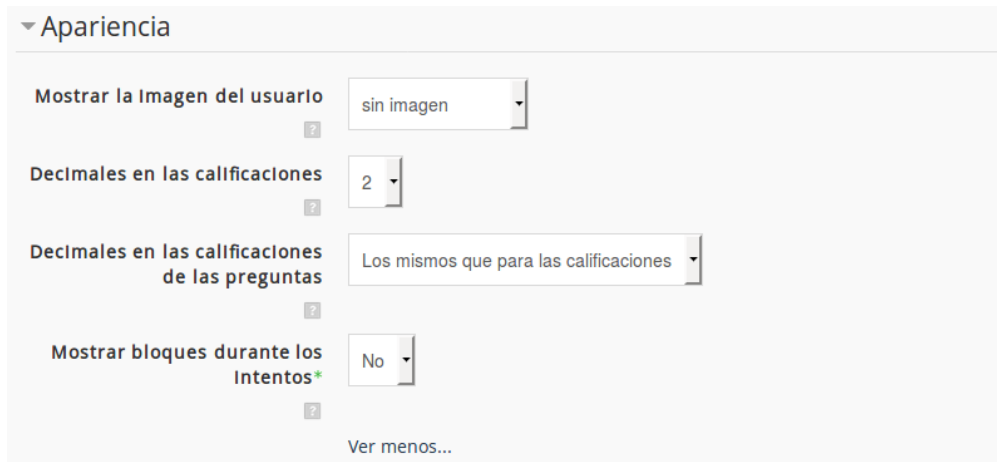 Apariencia
Mostrar la imagen del usuario
sin imagen
?
Decimales en las calificaciones
2
?
Decimales en las calificaciones
de las preguntas
Los mismos que para las calificaciones
?
Mostrar bloques durante los
intentos*
No
?
Ver menos...